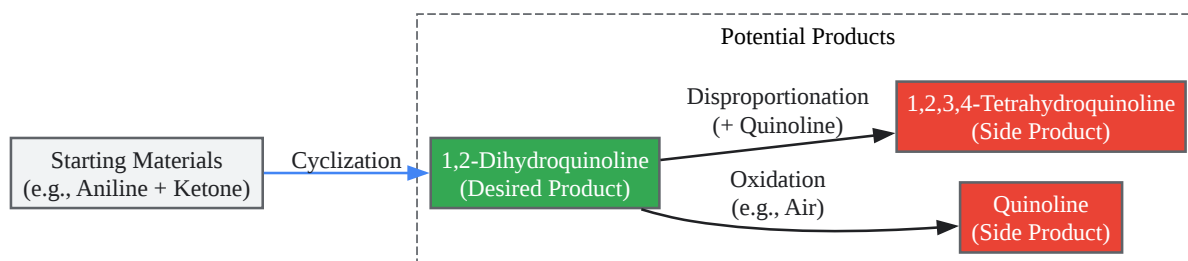 Potential Products
Starting Materials
(e.g., Aniline + Ketone)
Cyclization
1,2-Dihydroquinoline
(Desired Product)
Disproportionation
(+ Quinoline)
1,2,3,4-Tetrahydroquinoline
(Side Product)
Oxidation
(e.g., Air)
Quinoline
(Side Product)